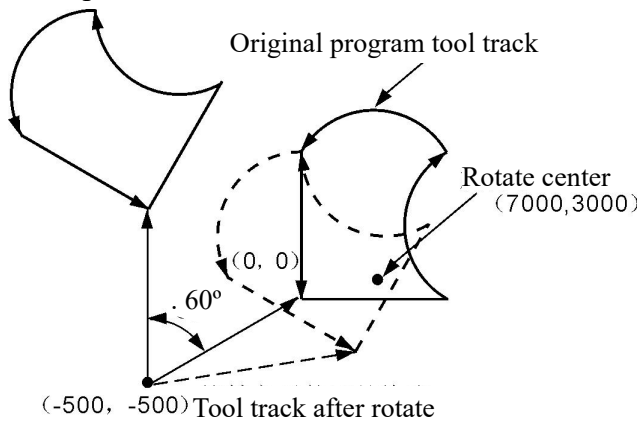 Original program tool track
Rotate center
(7000,3000)
(0, 0)
60º
(-500, -500) Tool track after rotate